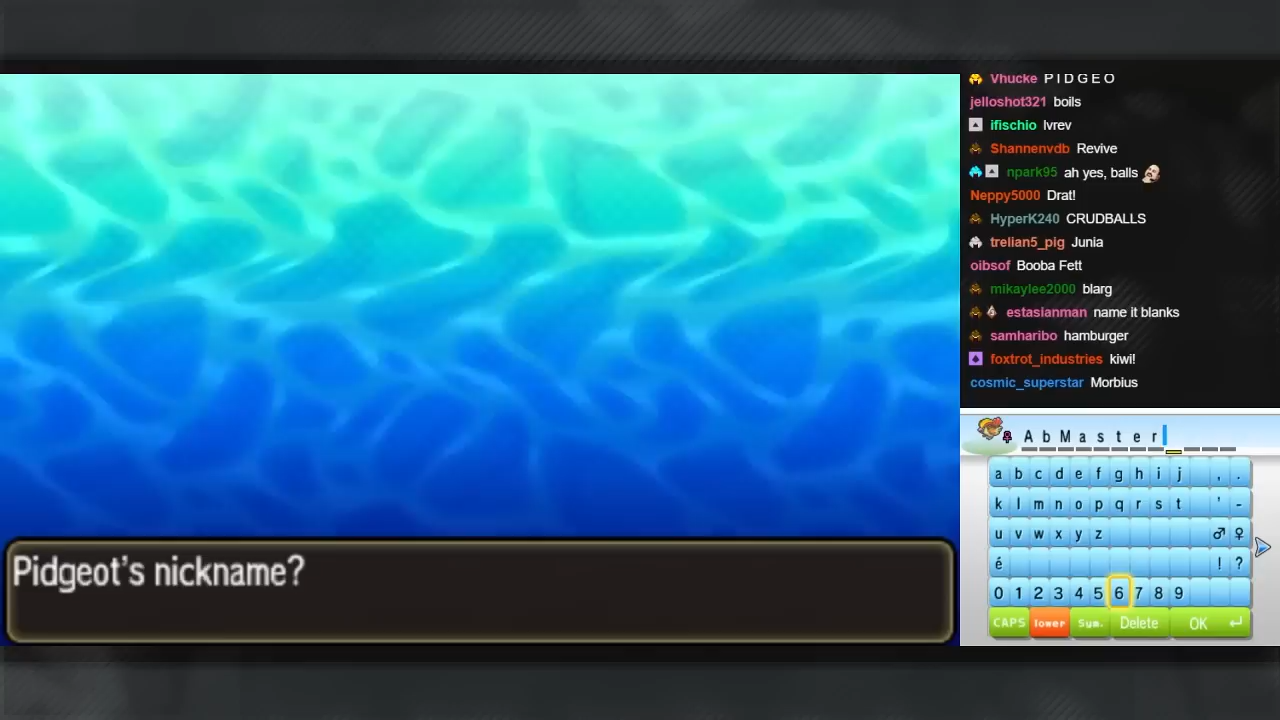 Vhucke P I D G E O
jelloshot321 boils
ifischio lvrev
Shannenvdb Revive
npark95 ah yes, balls
Neppy5000 Drat!
HyperK240 CRUDBALLS
trelian5_pig Junia
oibsof Booba Fett
mikaylee2000 blarg
estasianman name it blanks
samharibo hamburger
foxtrot_industries kiwi!
cosmic_superstar Morbius
AbMaster
a b c d e f g h i j , .
k l m n o p q r s t ' -
u v w x y z ♂ ♀
é ! ?
0 1 2 3 4 5 6 7 8 9
CAPS lower Sym. Delete OK
Pidgeot's nickname?